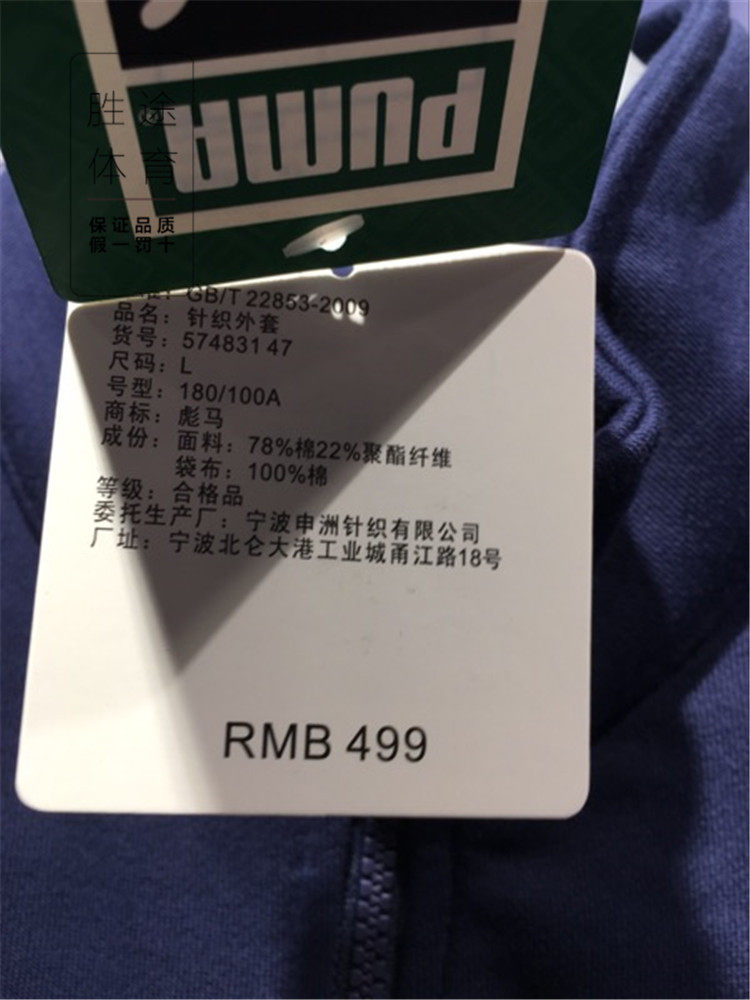 PUMA
胜途
体育
保证品质
假一罚十
GB/T 22853-2009
品名：针织外套
货号：574831 47
尺码：L
号型：180/100A
商标：彪马
成份：面料：78%棉22%聚酯纤维
袋布：100%棉
等级：合格品
委托生产厂：宁波申洲针织有限公司
厂址：宁波北仑大港工业城甬江路18号
RMB 499